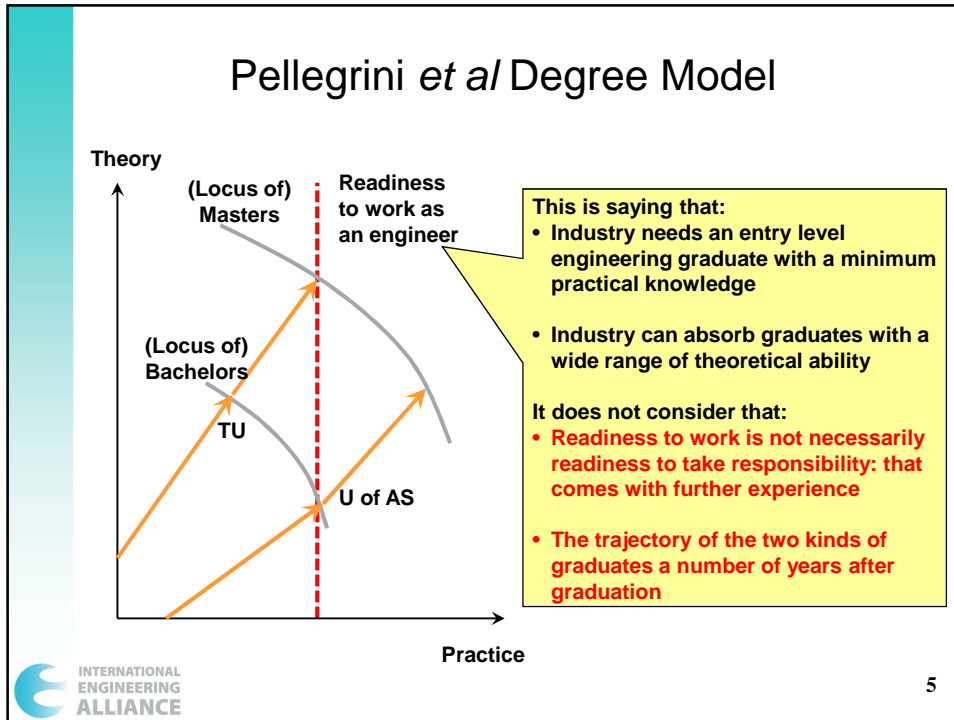 Pellegrini et al Degree Model
Theory
(Locus of)
Masters
Readiness
to work as
an engineer
(Locus of)
Bachelors
TU
U of AS
Practice
This is saying that:
• Industry needs an entry level
engineering graduate with a minimum
practical knowledge
• Industry can absorb graduates with a
wide range of theoretical ability
It does not consider that:
• Readiness to work is not necessarily
readiness to take responsibility: that
comes with further experience
• The trajectory of the two kinds of
graduates a number of years after
graduation
INTERNATIONAL
ENGINEERING
ALLIANCE
5